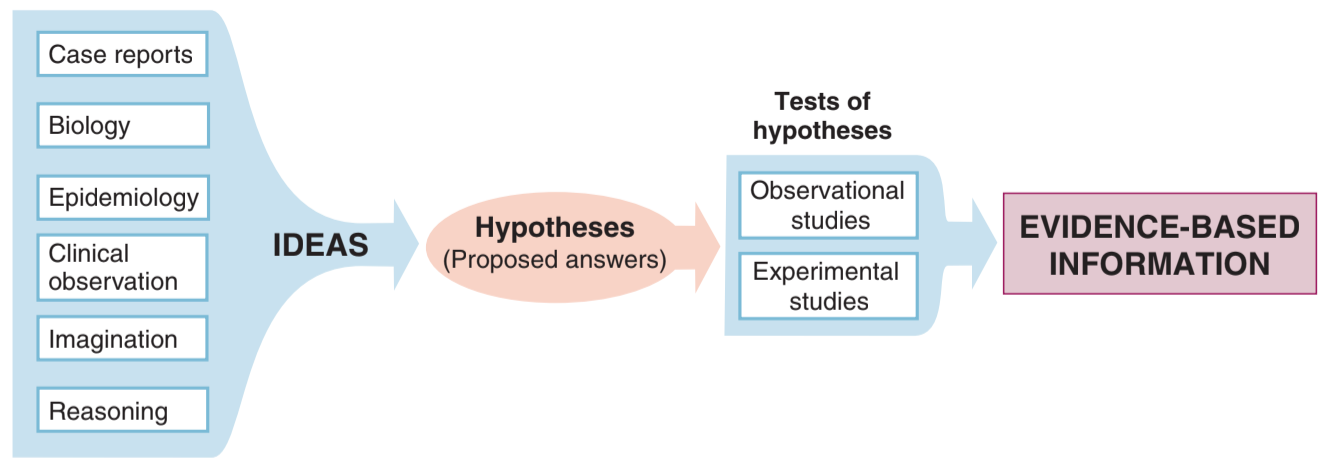 Case reports
Biology
Epidemiology
Clinical
observation
Imagination
Reasoning
IDEAS
Hypotheses
(Proposed answers)
Tests of
hypotheses
Observational
studies
Experimental
studies
EVIDENCE-BASED
INFORMATION